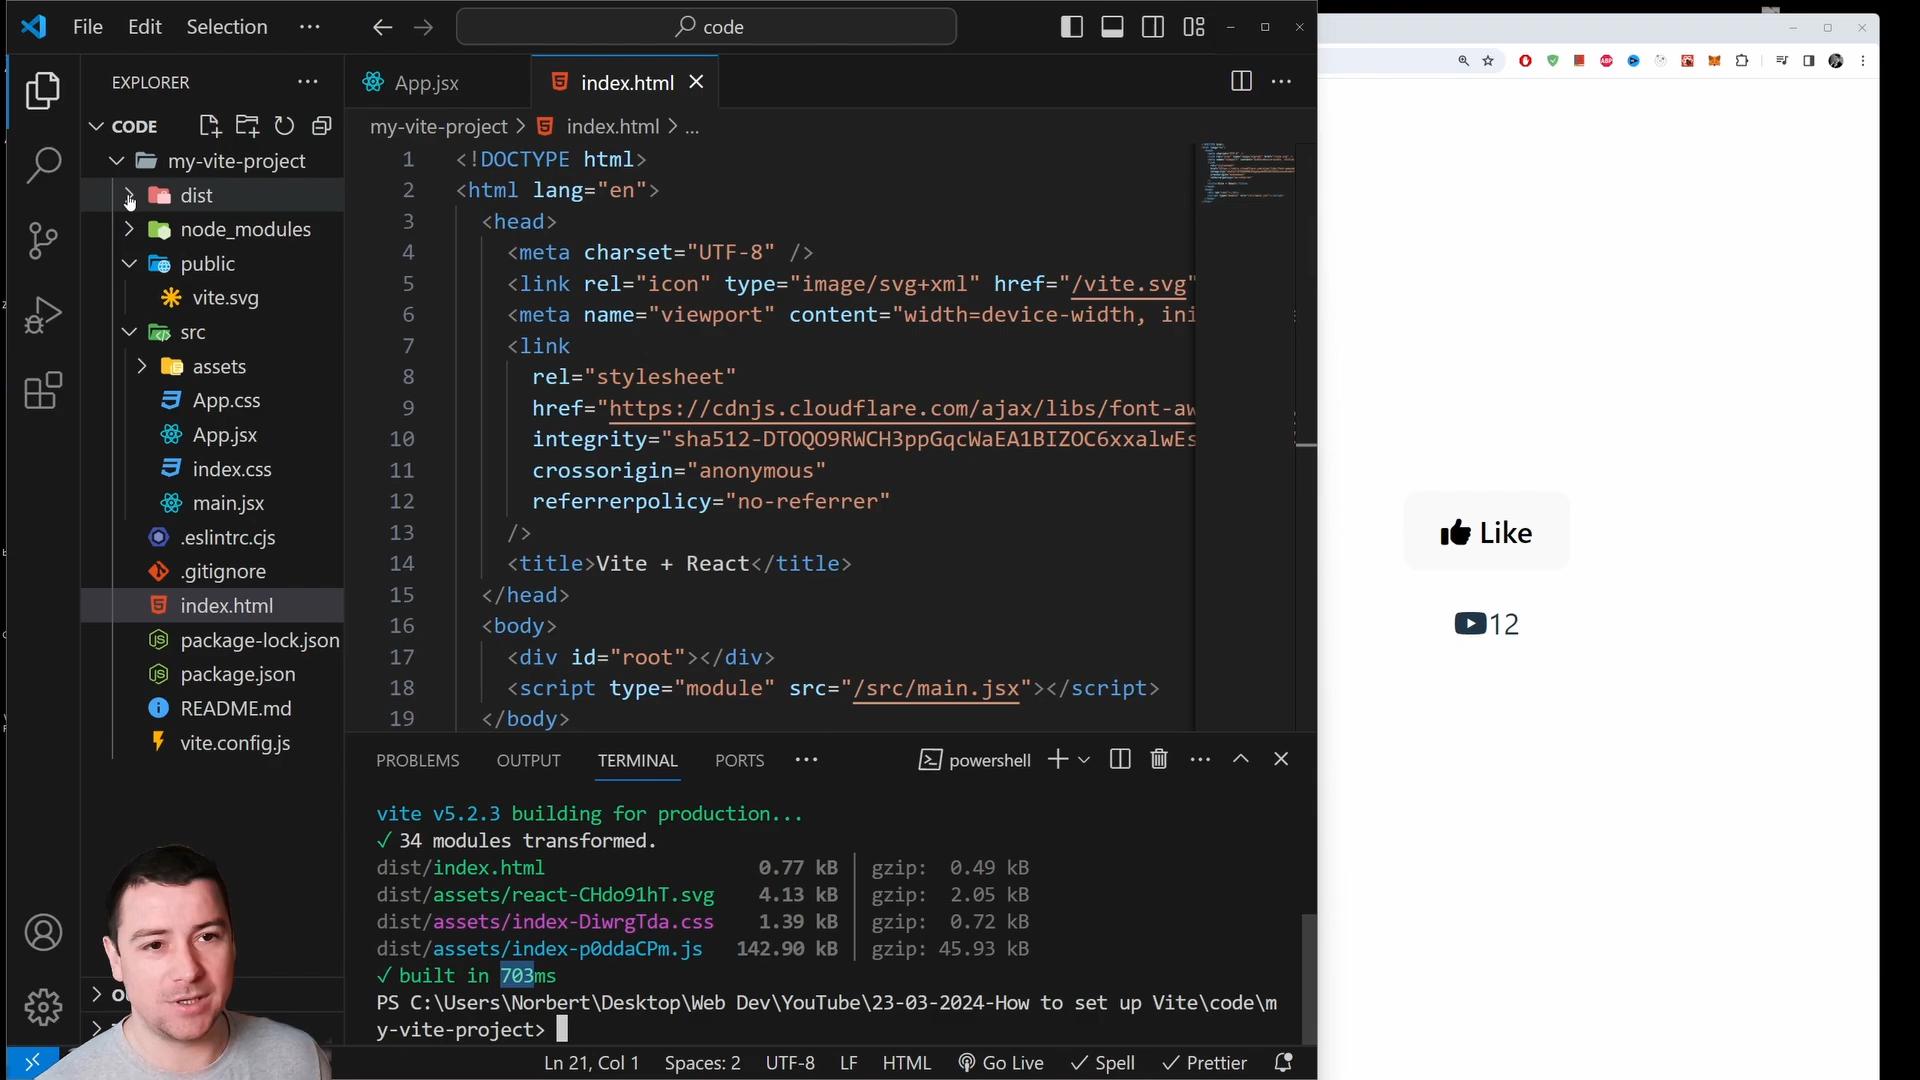 File Edit Selection ···
code
EXPLORER ···
CODE
my-vite-project
dist
node_modules
public
vite.svg
src
assets
App.css
App.jsx
index.css
main.jsx
.eslintrc.cjs
.gitignore
index.html
package-lock.json
package.json
README.md
vite.config.js
App.jsx
index.html
my-vite-project > index.html > ...
1 <!DOCTYPE html>
2 <html lang="en">
3 <head>
4 <meta charset="UTF-8" />
5 <link rel="icon" type="image/svg+xml" href="/vite.svg"
6 <meta name="viewport" content="width=device-width, ini
7 <link
8 rel="stylesheet"
9 href="https://cdnjs.cloudflare.com/ajax/libs/font-aw
10 integrity="sha512-DTOQO9RWCH3ppGqcWaEA1BIZOC6xxalwEs
11 crossorigin="anonymous"
12 referrerpolicy="no-referrer"
13 />
14 <title>Vite + React</title>
15 </head>
16 <body>
17 <div id="root"></div>
18 <script type="module" src="/src/main.jsx"></script>
19 </body>
PROBLEMS OUTPUT TERMINAL PORTS ··· powershell
vite v5.2.3 building for production...
✓ 34 modules transformed.
dist/index.html 0.77 kB │ gzip: 0.49 kB
dist/assets/react-CHdo91hT.svg 4.13 kB │ gzip: 2.05 kB
dist/assets/index-DiwrgTda.css 1.39 kB │ gzip: 0.72 kB
dist/assets/index-p0ddaCPm.js 142.90 kB │ gzip: 45.93 kB
✓ built in 703ms
PS C:\Users\Norbert\Desktop\Web Dev\YouTube\23-03-2024-How to set up Vite\code\m
y-vite-project>
Ln 21, Col 1 Spaces: 2 UTF-8 LF HTML Go Live Spell Prettier
Like
12